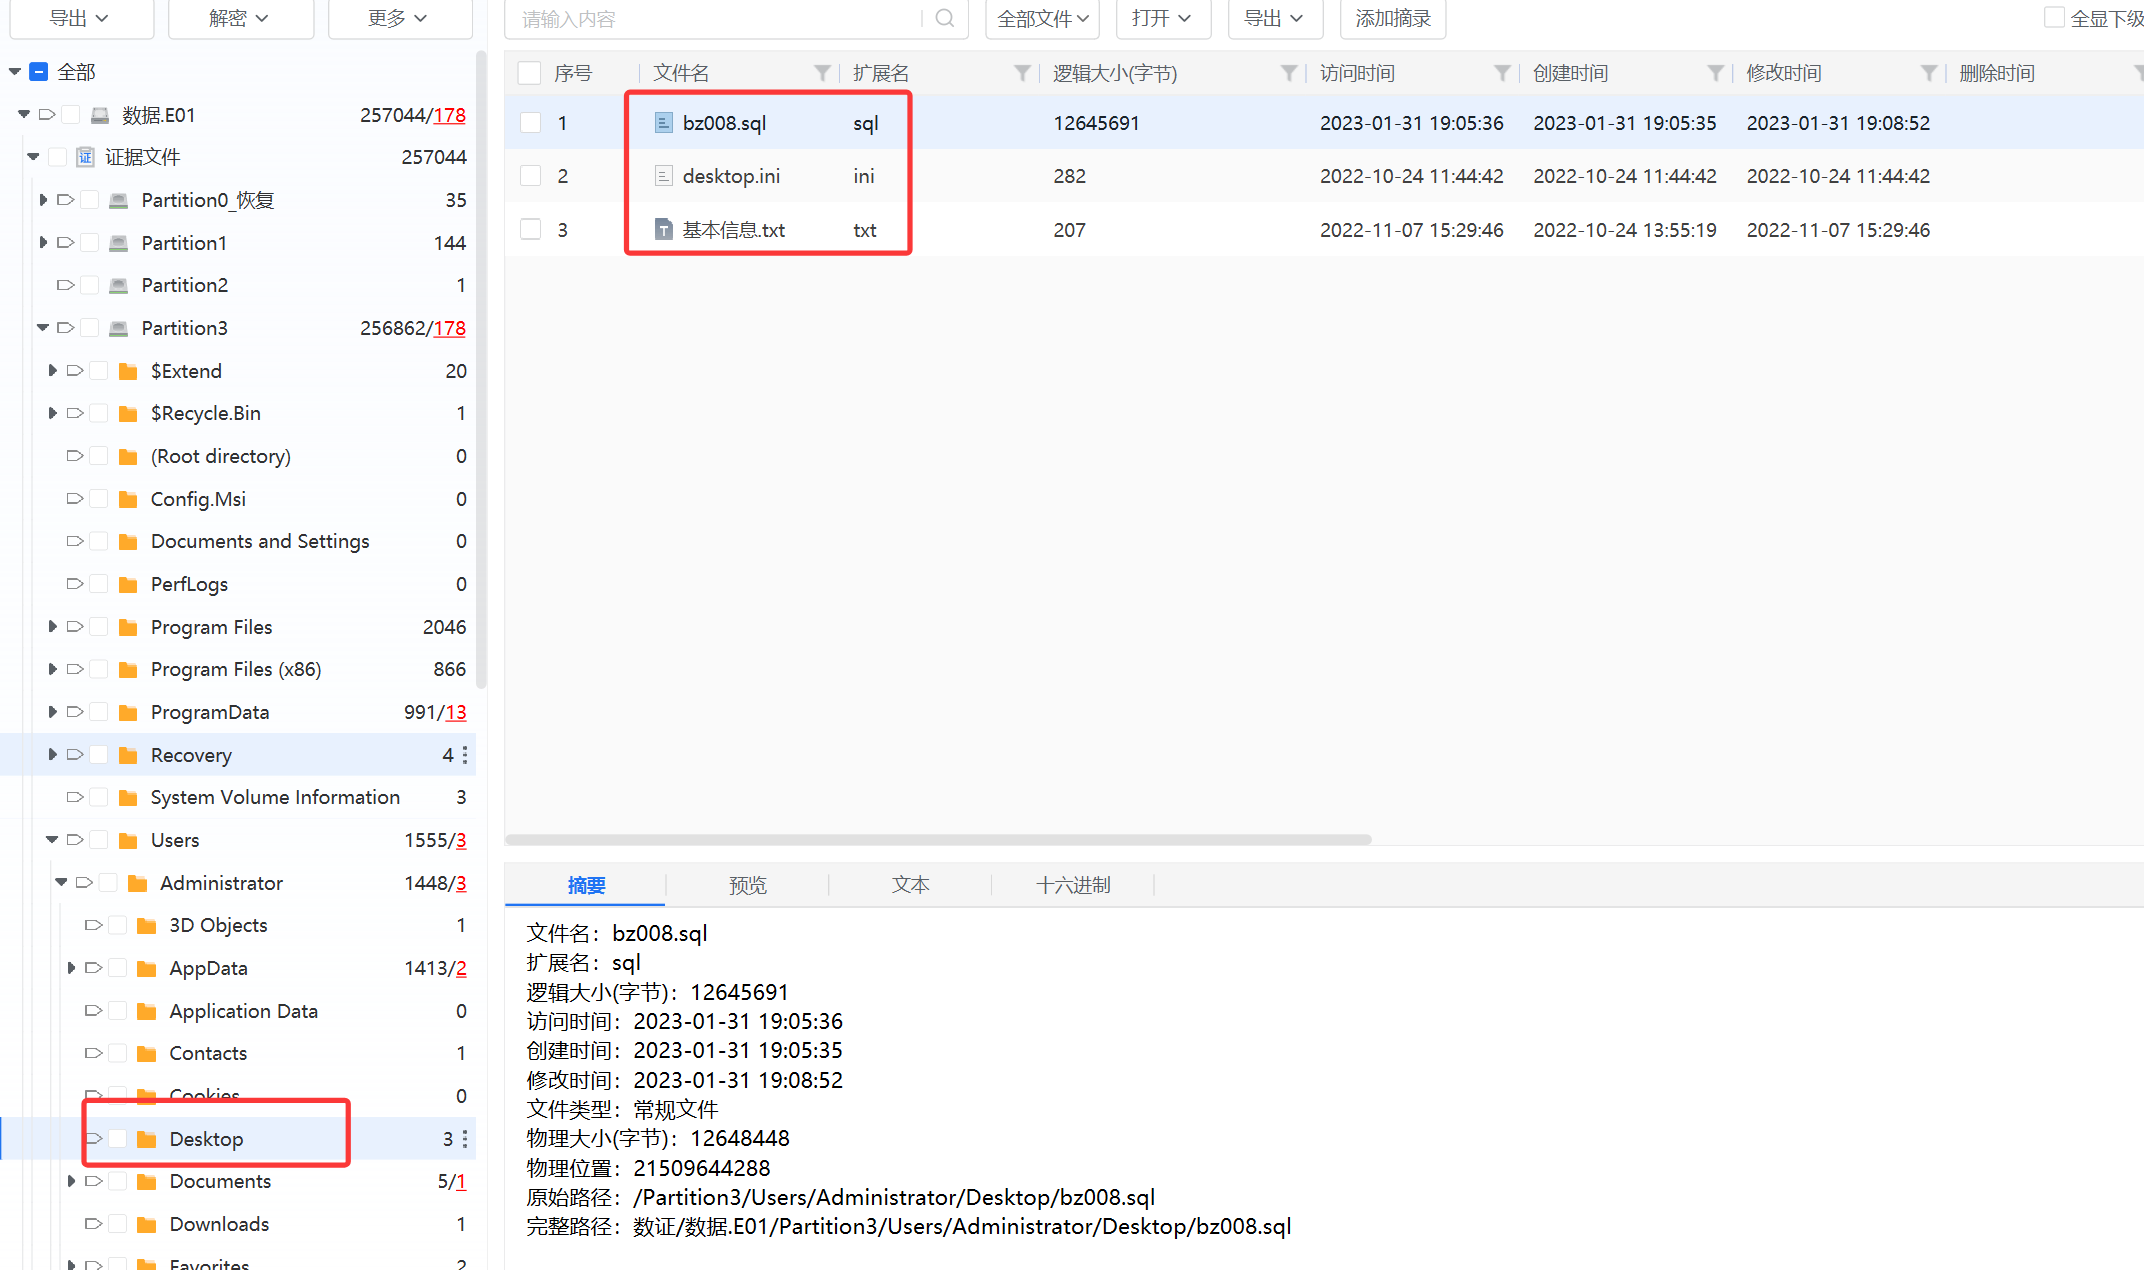 导出 解密 更多 请输入内容 全部文件 打开 导出 添加摘录 全显下级
全部
数据.E01 257044/178
证据文件 257044
Partition0_恢复 35
Partition1 144
Partition2 1
Partition3 256862/178
$Extend 20
$Recycle.Bin 1
(Root directory) 0
Config.Msi 0
Documents and Settings 0
PerfLogs 0
Program Files 2046
Program Files (x86) 866
ProgramData 991/13
Recovery 4
System Volume Information 3
Users 1555/3
Administrator 1448/3
3D Objects 1
AppData 1413/2
Application Data 0
Contacts 1
Cookies 0
Desktop 3
Documents 5/1
Downloads 1
Favorites 2
序号 文件名 扩展名 逻辑大小(字节) 访问时间 创建时间 修改时间 删除时间
1 bz008.sql sql 12645691 2023-01-31 19:05:36 2023-01-31 19:05:35 2023-01-31 19:08:52
2 desktop.ini ini 282 2022-10-24 11:44:42 2022-10-24 11:44:42 2022-10-24 11:44:42
3 基本信息.txt txt 207 2022-11-07 15:29:46 2022-10-24 13:55:19 2022-11-07 15:29:46
摘要 预览 文本 十六进制
文件名：bz008.sql
扩展名：sql
逻辑大小(字节)：12645691
访问时间：2023-01-31 19:05:36
创建时间：2023-01-31 19:05:35
修改时间：2023-01-31 19:08:52
文件类型：常规文件
物理大小(字节)：12648448
物理位置：21509644288
原始路径：/Partition3/Users/Administrator/Desktop/bz008.sql
完整路径：数证/数据.E01/Partition3/Users/Administrator/Desktop/bz008.sql